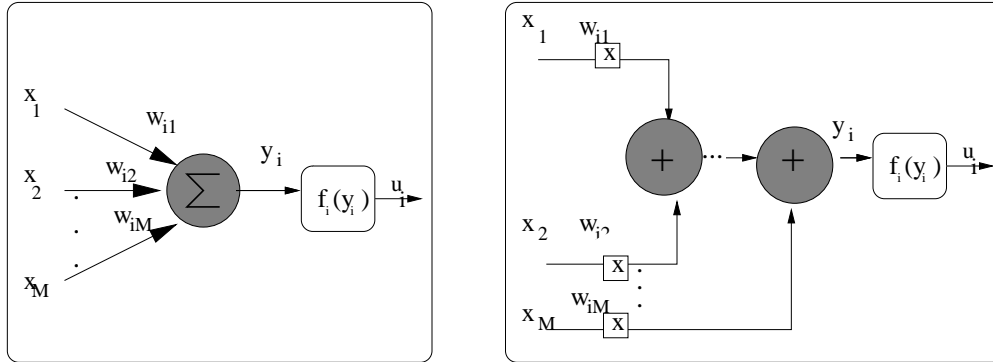 x1
wi1
x2
wi2
wiM
xM
Σ
yi
fi(yi)
ui
x1
wi1
x
+
...
+
yi
fi(yi)
ui
x2
wi2
x
wiM
xM
x